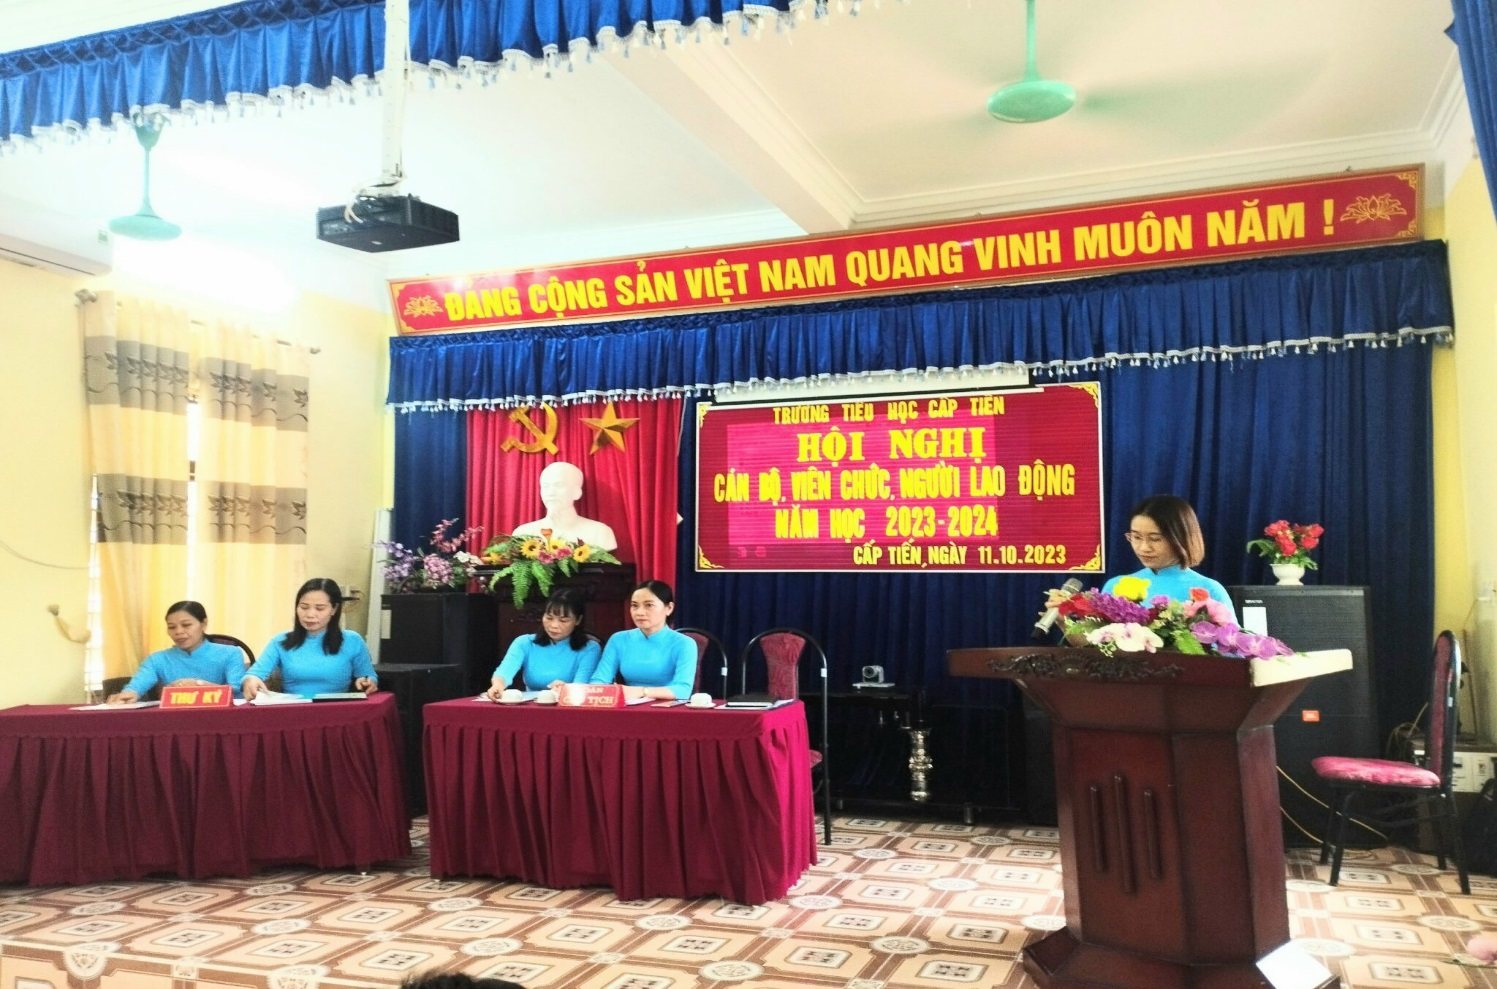 ĐẢNG CỘNG SẢN VIỆT NAM QUANG VINH MUÔN NĂM !
TRƯỜNG TIỂU HỌC CẤP TIẾN
HỘI NGHỊ
CÁN BỘ, VIÊN CHỨC, NGƯỜI LAO ĐỘNG
NĂM HỌC 2023-2024
CẤP TIẾN, NGÀY 11.10.2023
THƯ KÝ
TỊCH